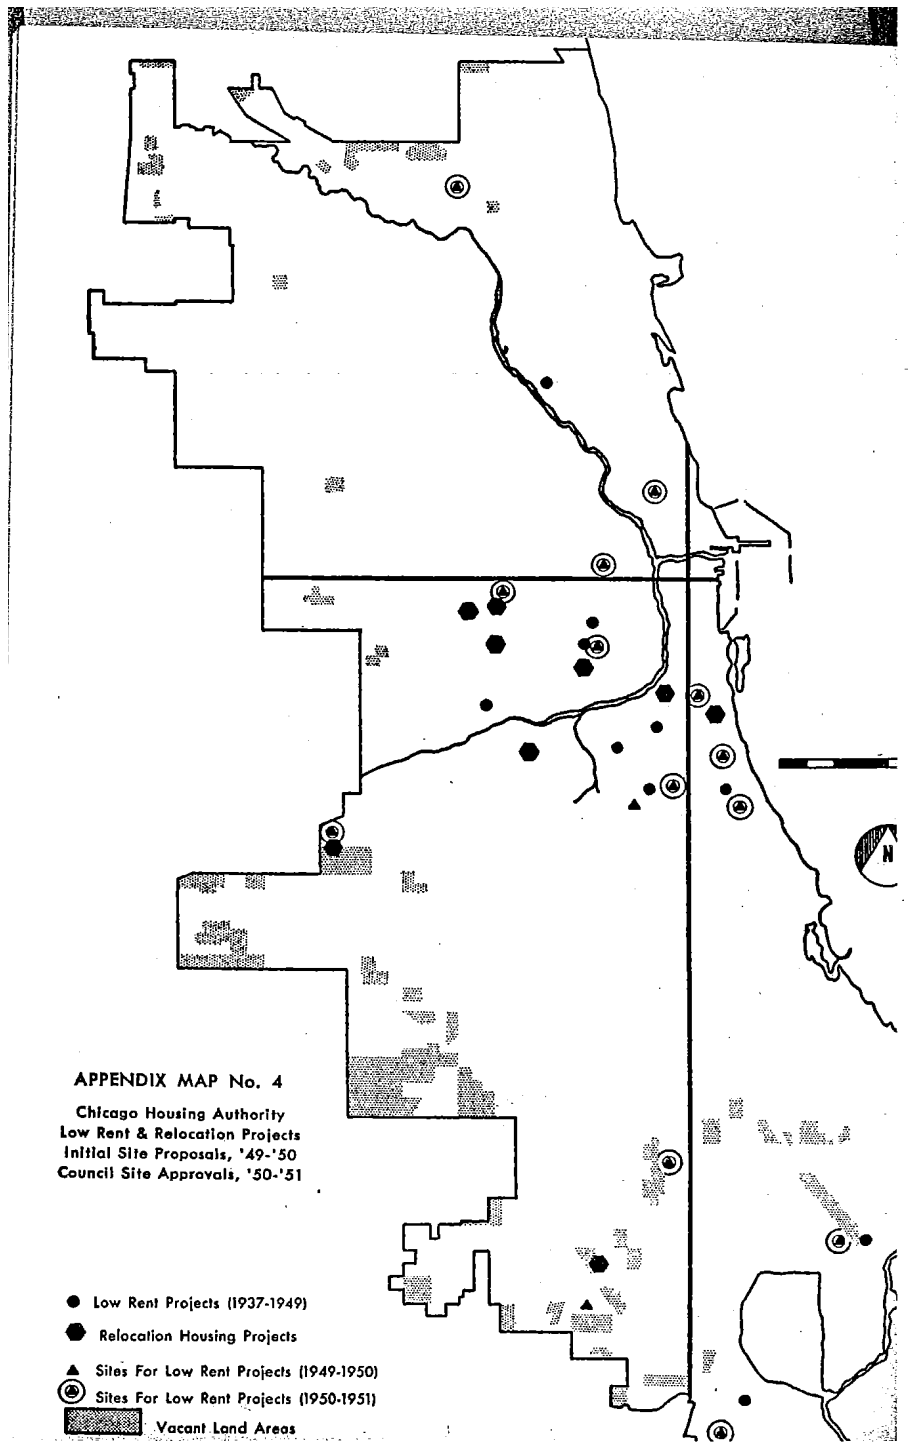 N
APPENDIX MAP No. 4
Chicago Housing Authority
Low Rent & Relocation Projects
Initial Site Proposals, '49-'50
Council Site Approvals, '50-'51
Low Rent Projects (1937-1949)
Relocation Housing Projects
Sites For Low Rent Projects (1949-1950)
Sites For Low Rent Projects (1950-1951)
Vacant Land Areas